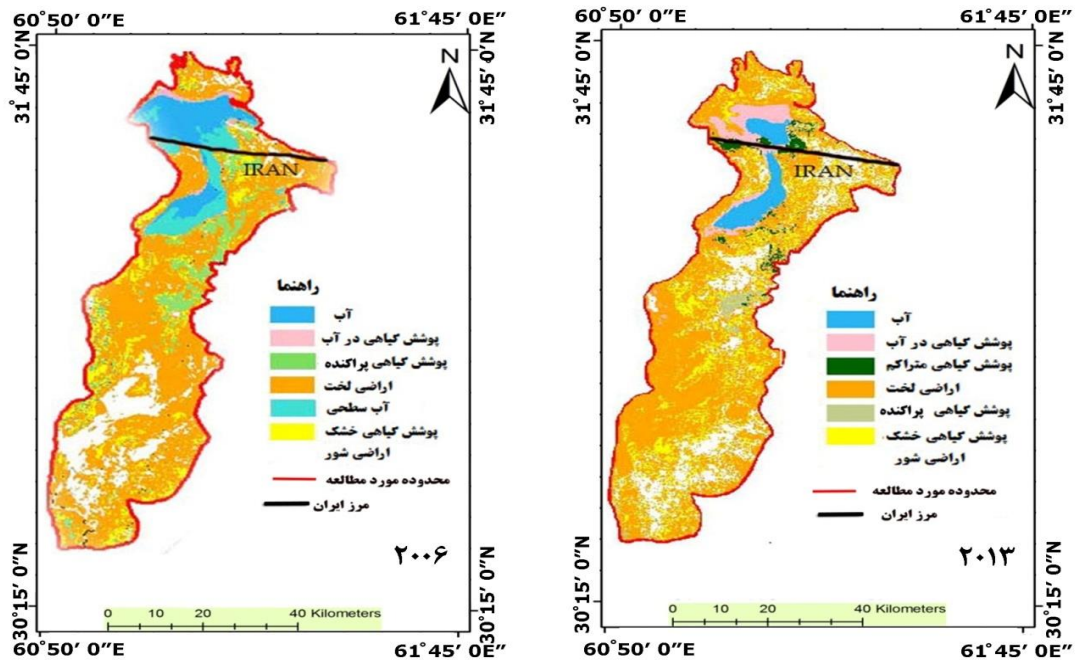 60°50′ 0″E
61°45′ 0E″
31°45′ 0′N
31°45′ 0′N
N
IRAN
راهنما
آب
پوشش گیاهی در آب
پوشش گیاهی پراکنده
اراضی لخت
آب سطحی
پوشش گیاهی خشک
اراضی شور
محدوده مورد مطالعه
مرز ایران
۲۰۰۶
0 10 20 40 Kilometers
30°15′ 0″N
60°50′ 0″E
61°45′ 0E″
60°50′ 0″E
61°45′ 0E″
31°45′ 0′N
31°45′ 0′N
N
IRAN
راهنما
آب
پوشش گیاهی در آب
پوشش گیاهی متراکم
اراضی لخت
پوشش گیاهی پراکنده
پوشش گیاهی خشک
اراضی شور
محدوده مورد مطالعه
مرز ایران
۲۰۱۳
0 10 20 40 Kilometers
30°15′ 0″N
30°15′ 0″N
60°50′ 0″E
61°45′ 0E″